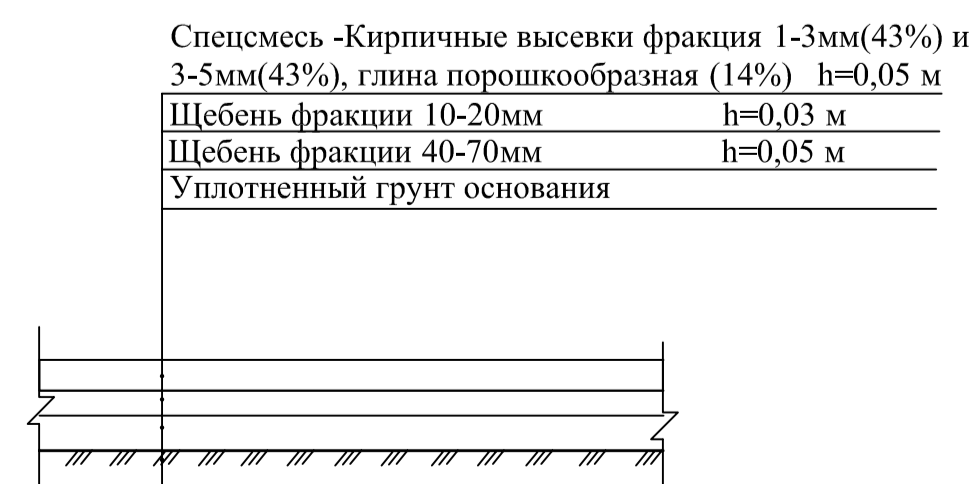 Спецсмесь -Кирпичные высевки фракция 1-3мм(43%) и
3-5мм(43%), глина порошкообразная (14%) h=0,05 м
Щебень фракции 10-20мм h=0,03 м
Щебень фракции 40-70мм h=0,05 м
Уплотненный грунт основания